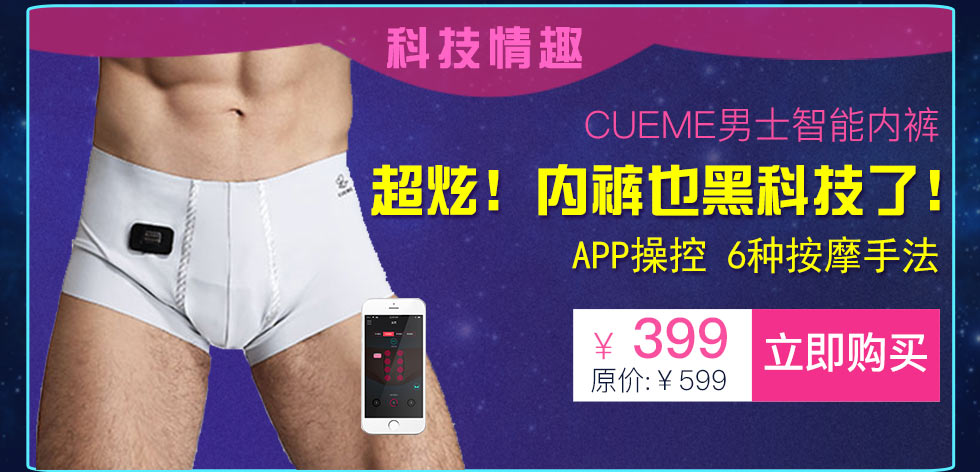 科技情趣
CUEME男士智能内裤
超炫！内裤也黑科技了！
APP操控 6种按摩手法
￥399
原价:￥599
立即购买